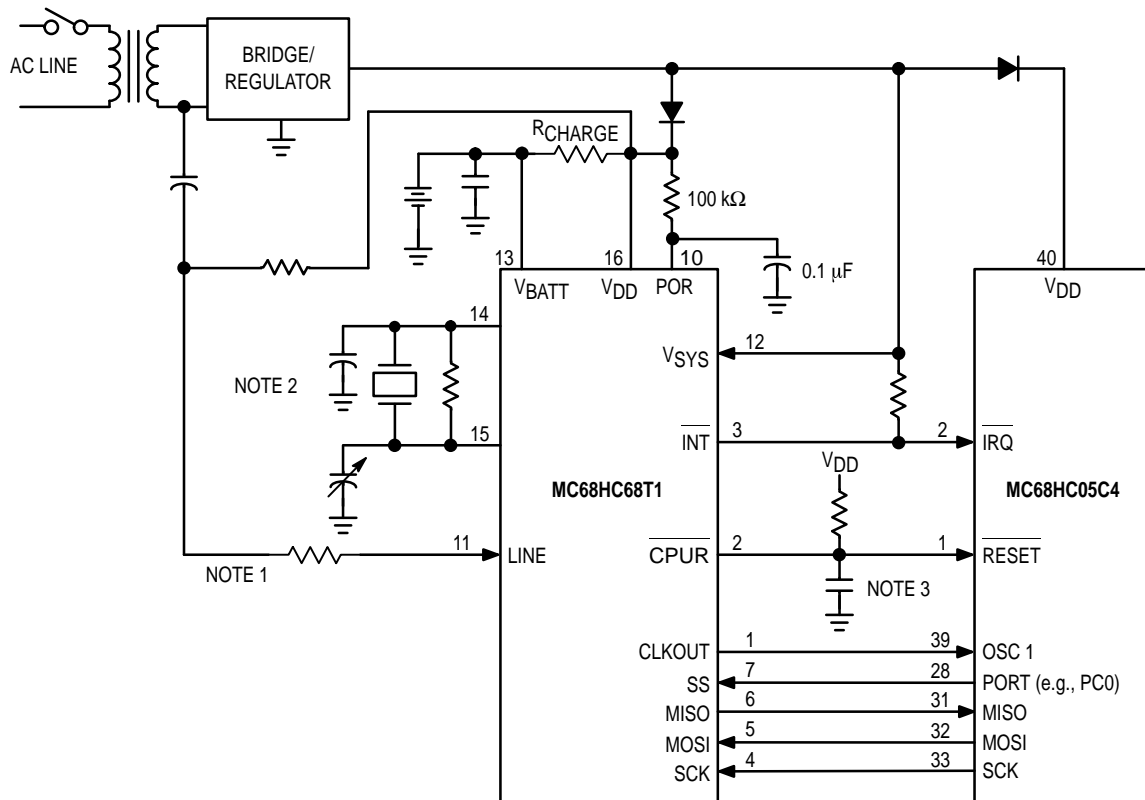 AC LINE
BRIDGE/
REGULATOR
RCHARGE
100 kΩ
0.1 μF
13
16
10
40
VBATT
VDD
POR
VDD
14
NOTE 2
15
VSYS
12
INT
3
2
IRQ
VDD
MC68HC68T1
MC68HC05C4
11
LINE
NOTE 1
CPUR
2
1
RESET
NOTE 3
CLKOUT
1
39
OSC 1
SS
7
28
PORT (e.g., PC0)
MISO
6
31
MISO
MOSI
5
32
MOSI
SCK
4
33
SCK